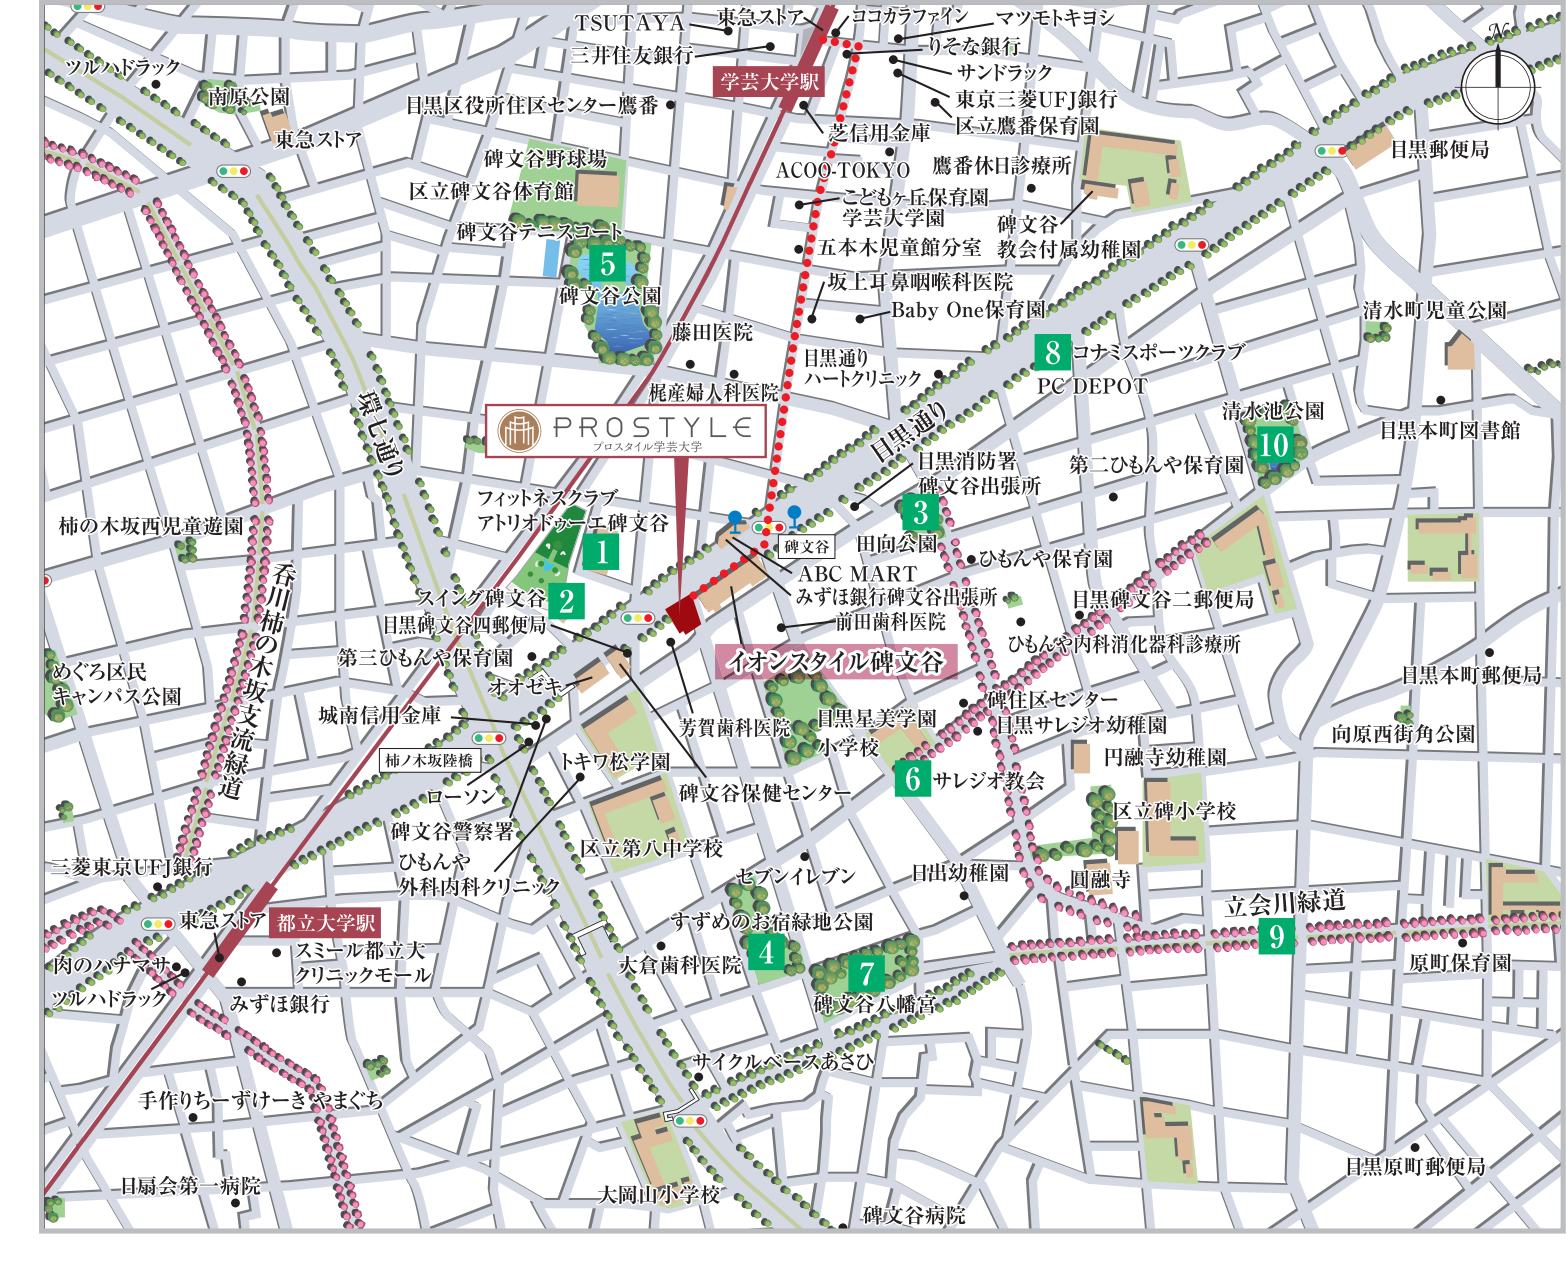 TSUTAYA
東急ストア
ココカラファイン
マツモトキヨシ
三井住友銀行
りそな銀行
N
ツルハドラック
学芸大学駅
サンドラック
南原公園
目黒区役所住区センター鷹番
東京三菱UFJ銀行
区立鷹番保育園
東急ストア
芝信用金庫
目黒郵便局
碑文谷野球場
ACOO-TOKYO
鷹番休日診療所
区立碑文谷体育館
こどもヶ丘保育園
学芸大学園
碑文谷
教会付属幼稚園
碑文谷テニスコート
五本木児童館分室
5
碑文谷公園
坂上耳鼻咽喉科医院
Baby One保育園
清水町児童公園
藤田医院
目黒通り
ハートクリニック
8
コナミスポーツクラブ
PC DEPOT
梶産婦人科医院
環七通り
PROSTYLE
プロスタイル学芸大学
目黒通り
清水池公園
10
目黒本町図書館
目黒消防署
碑文谷出張所
第二ひもんや保育園
フィットネスクラブ
アトリオドゥーエ碑文谷
3
柿の木坂西児童遊園
1
碑文谷
田向公園
ひもんや保育園
呑川柿の木坂支流緑道
ABC MART
みずほ銀行碑文谷出張所
スイング碑文谷
2
目黒碑文谷二郵便局
目黒碑文谷四郵便局
前田歯科医院
ひもんや内科消化器科診療所
第三ひもんや保育園
イオンスタイル碑文谷
めぐろ区民
キャンパス公園
オオゼキ
目黒本町郵便局
城南信用金庫
芳賀歯科医院
目黒星美学園
小学校
碑住区センター
目黒サレジオ幼稚園
向原西街角公園
柿ノ木坂陸橋
トキワ松学園
円融寺幼稚園
6
サレジオ教会
ローソン
碑文谷保健センター
区立碑小学校
碑文谷警察署
区立第八中学校
ひもんや
外科内科クリニック
三菱東京UFJ銀行
セブンイレブン
日出幼稚園
圓融寺
立会川緑道
東急ストア
都立大学駅
すずめのお宿緑地公園
9
スミール都立大
クリニックモール
4
大倉歯科医院
肉のハナマサ
7
原町保育園
ツルハドラック
みずほ銀行
碑文谷八幡宮
サイクルベースあさひ
手作りちーずけーき やまぐち
目黒原町郵便局
目扇会第一病院
大岡山小学校
碑文谷病院